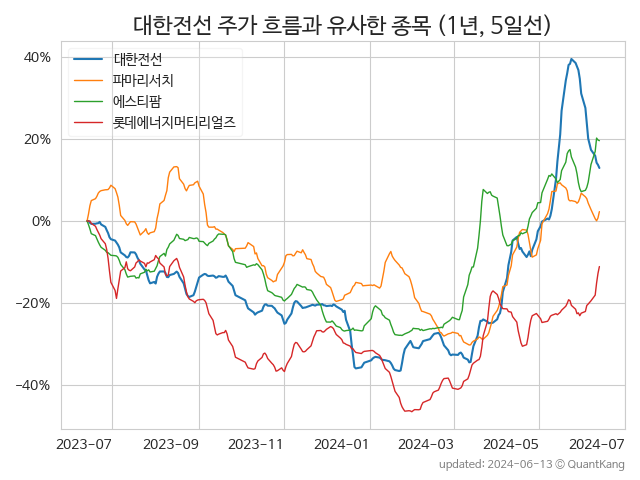 대한전선 주가 흐름과 유사한 종목 (1년, 5일선)
대한전선
파마리서치
에스티팜
롯데에너지머티리얼즈
40%
20%
0%
−20%
−40%
2023-07 2023-09 2023-11 2024-01 2024-03 2024-05 2024-07
updated: 2024-06-13 © QuantKang